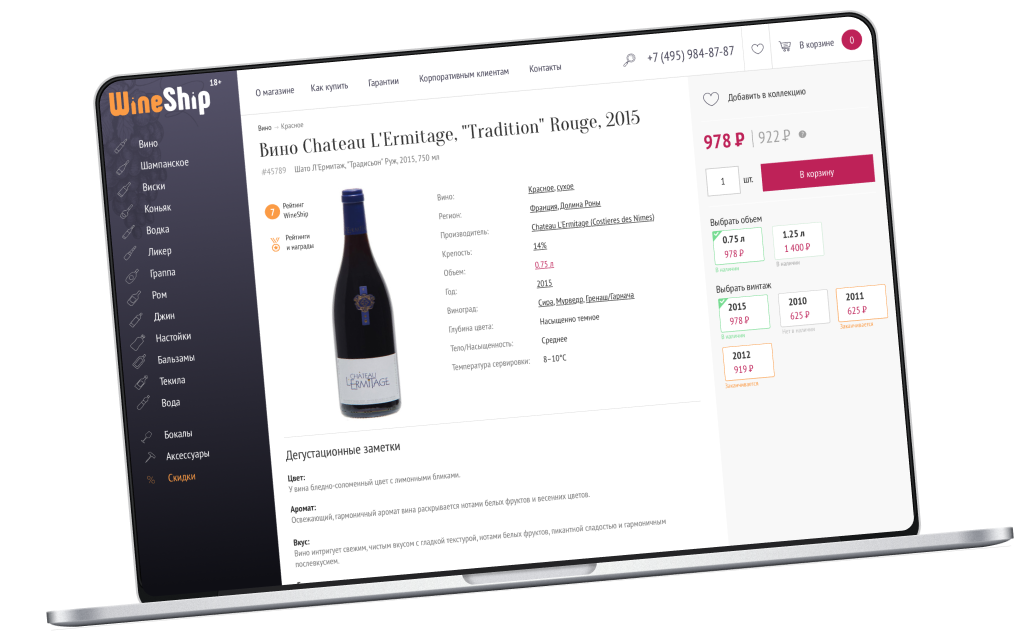 WineShip
18+
Вино
Шампанское
Виски
Коньяк
Водка
Ликер
Граппа
Ром
Джин
Настойки
Бальзамы
Текила
Вода
Бокалы
Аксессуары
%
Скидки
О магазине
Как купить
Гарантии
Корпоративным клиентам
Контакты
+7 (495) 984-87-87
В корзине
0
Вино → Красное
Вино Chateau L'Ermitage, "Tradition" Rouge, 2015
#45789 Шато Л'Ермитаж, "Традисьон" Руж, 2015, 750 мл
7
Рейтинг
WineShip
Рейтинги
и награды
CHÂTEAU
L'ERMITAGE
Вино: Красное, сухое
Регион: Франция, Долина Роны
Производитель: Chateau L'Ermitage (Costieres des Nimes)
Крепость: 14%
Объем: 0.75 л
Год: 2015
Виноград: Сира, Мурведр, Гренаш/Гарнача
Глубина цвета: Насыщенно темное
Тело/Насыщенность: Среднее
Температура сервировки: 8–10°C
Дегустационные заметки
Цвет:
У вина бледно-соломенный цвет с лимонными бликами.
Аромат:
Освежающий, гармоничный аромат вина раскрывается нотами белых фруктов и весенних цветов.
Вкус:
Вино интригует свежим, чистым вкусом с гладкой текстурой, нотами белых фруктов, пикантной сладостью и гармоничным
послевкусием.
Добавить в коллекцию
978 ₽ | 922 ₽ ?
1 шт. В корзину
Выбрать объем
0.75 л
978 ₽
В наличии
1.25 л
1 400 ₽
В наличии
Выбрать винтаж
2015
978 ₽
В наличии
2010
625 ₽
Нет в наличии
2011
625 ₽
Заканчивается
2012
919 ₽
Заканчивается